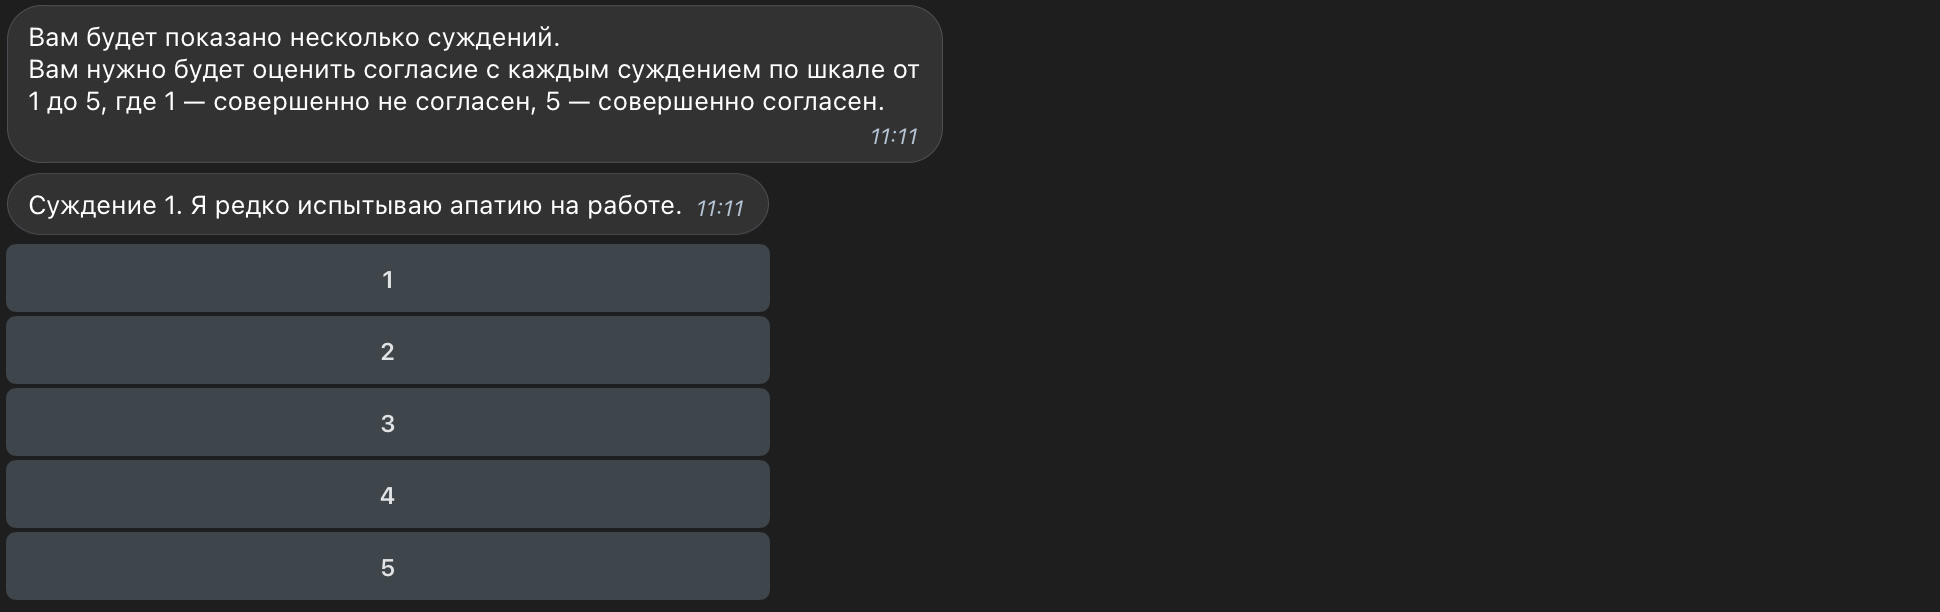 Вам будет показано несколько суждений.
Вам нужно будет оценить согласие с каждым суждением по шкале от
1 до 5, где 1 — совершенно не согласен, 5 — совершенно согласен.
11:11
Суждение 1. Я редко испытываю апатию на работе. 11:11
1
2
3
4
5